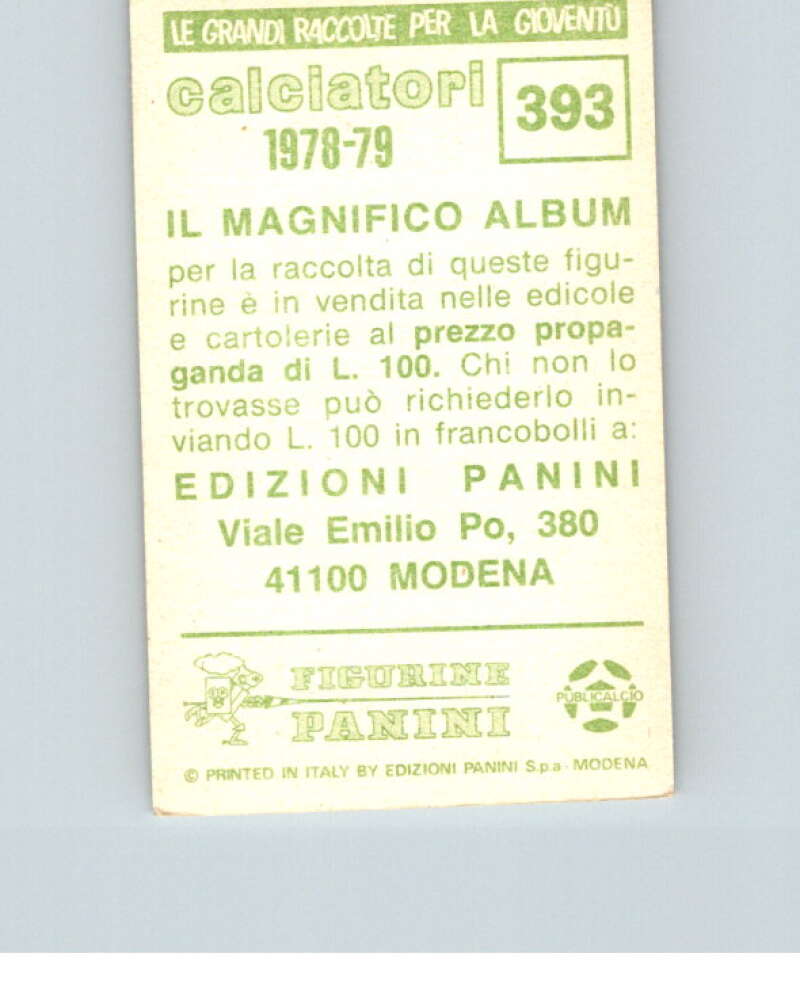 LE GRANDI RACCOLTE PER LA GIOVENTÙ
calciatori
1978-79
393
IL MAGNIFICO ALBUM
per la raccolta di queste figu-
rine è in vendita nelle edicole
e cartolerie al prezzo propa-
ganda di L. 100. Chi non lo
trovasse può richiederlo in-
viando L. 100 in francobolli a:
EDIZIONI PANINI
Viale Emilio Po, 380
41100 MODENA
FIGURINE
PANINI
PUBLICALCIO
© PRINTED IN ITALY BY EDIZIONI PANINI S.p.a - MODENA